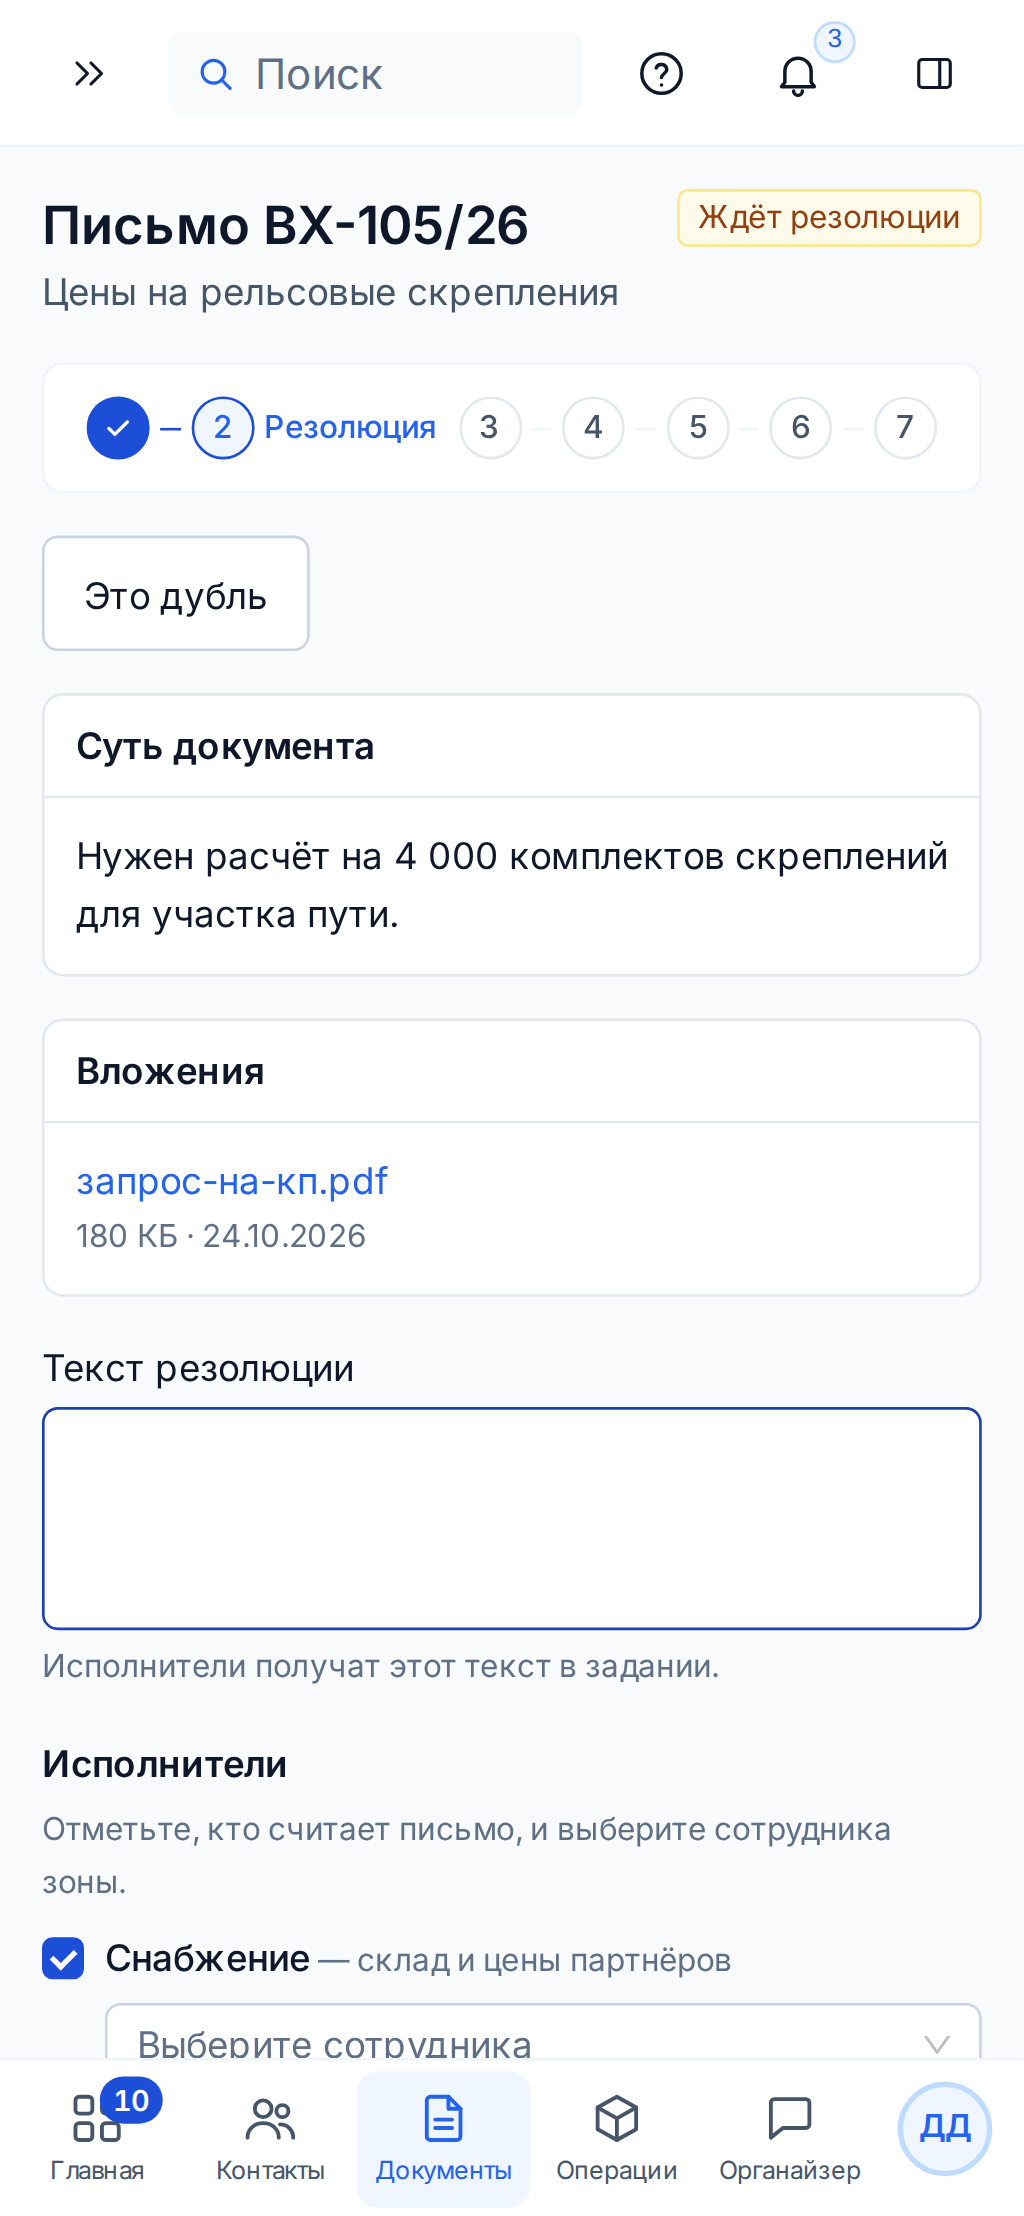 Поиск
3
Письмо ВХ-105/26
Ждёт резолюции
Цены на рельсовые скрепления
2 Резолюция 3 4 5 6 7
Это дубль
Суть документа
Нужен расчёт на 4 000 комплектов скреплений
для участка пути.
Вложения
запрос-на-кп.pdf
180 КБ · 24.10.2026
Текст резолюции
Исполнители получат этот текст в задании.
Исполнители
Отметьте, кто считает письмо, и выберите сотрудника
зоны.
Снабжение — склад и цены партнёров
Выберите сотрудника
10
Главная Контакты Документы Операции Органайзер ДД